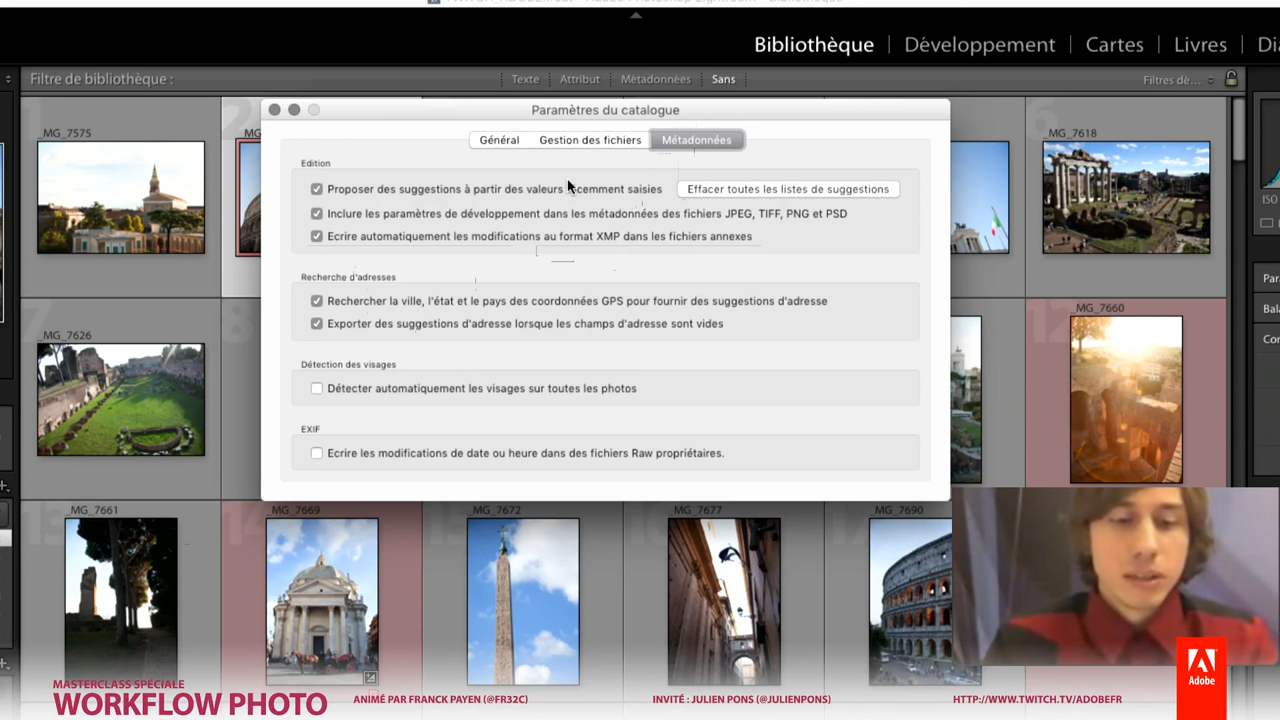 Bibliothèque | Développement | Cartes | Livres |
Filtre de bibliothèque :
Texte
Attribut
Métadonnées
Sans
Filtres de...
_MG_7575
_MG_7618
Paramètres du catalogue
Général
Gestion des fichiers
Métadonnées
Edition
Proposer des suggestions à partir des valeurs saisies
Effacer toutes les listes de suggestions
Inclure les paramètres de développement dans les métadonnées des fichiers JPEG, TIFF, PNG et PSD
Ecrire automatiquement les modifications au format XMP dans les fichiers annexes
Recherche d'adresses
Rechercher la ville, l'état et le pays des coordonnées GPS pour fournir des suggestions d'adresse
Exporter des suggestions d'adresse lorsque les champs d'adresse sont vides
Détection des visages
Détecter automatiquement les visages sur toutes les photos
EXIF
Ecrire les modifications de date ou heure dans des fichiers Raw propriétaires.
ISO
_MG_7626
_MG_7660
_MG_7661
_MG_7669
_MG_7672
_MG_7677
_MG_7690
MASTERCLASS SPÉCIALE
WORKFLOW PHOTO
ANIMÉ PAR FRANCK PAYEN (@FR32C)
INVITÉ : JULIEN PONS (@JULIENPONS)
HTTP://WWW.TWITCH.TV/ADOBEFR
Adobe